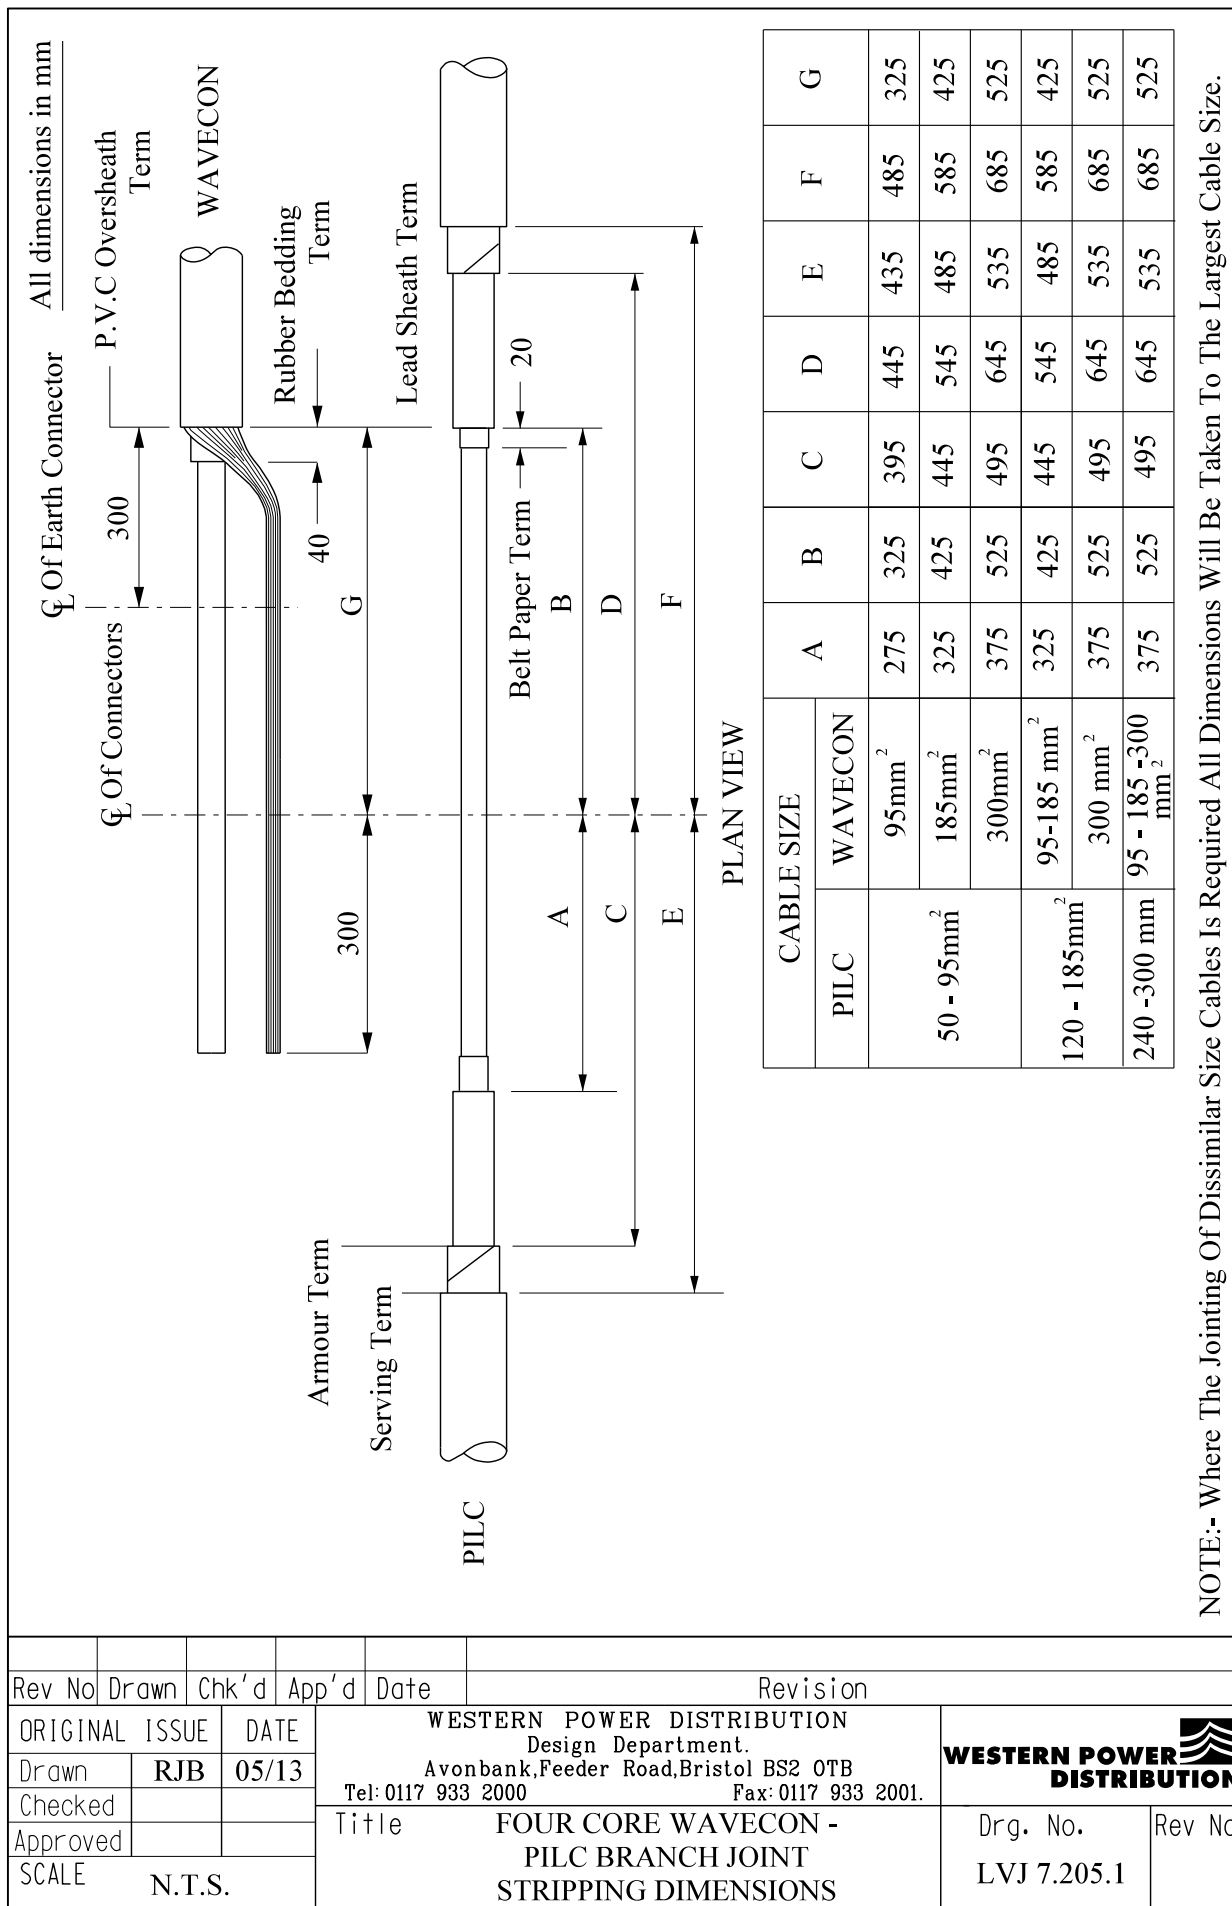 All dimensions in mm
℄ Of Earth Connector
P.V.C Oversheath
Term
300
WAVECON
℄ Of Connectors
Rubber Bedding
Term
40
300
G
Lead Sheath Term
Armour Term
Serving Term
20
Belt Paper Term
PILC
A
B
C
D
E
F
PLAN VIEW
CABLE SIZE A B C D E F G
PILC WAVECON
50 - 95mm² 95mm² 275 325 395 445 435 485 325
185mm² 325 425 445 545 485 585 425
300mm² 375 525 495 645 535 685 525
120 - 185mm² 95-185 mm² 325 425 445 545 485 585 425
300 mm² 375 525 495 645 535 685 525
240 -300 mm 95 - 185 -300 mm² 375 525 495 645 535 685 525
NOTE:- Where The Jointing Of Dissimilar Size Cables Is Required All Dimensions Will Be Taken To The Largest Cable Size.
Rev No Drawn Chk'd App'd Date Revision
ORIGINAL ISSUE DATE
Drawn RJB 05/13
Checked
Approved
SCALE N.T.S.
WESTERN POWER DISTRIBUTION
Design Department.
Avonbank,Feeder Road,Bristol BS2 0TB
Tel: 0117 933 2000 Fax: 0117 933 2001.
Title FOUR CORE WAVECON -
PILC BRANCH JOINT
STRIPPING DIMENSIONS
WESTERN POWER
DISTRIBUTION
Drg. No. Rev No
LVJ 7.205.1